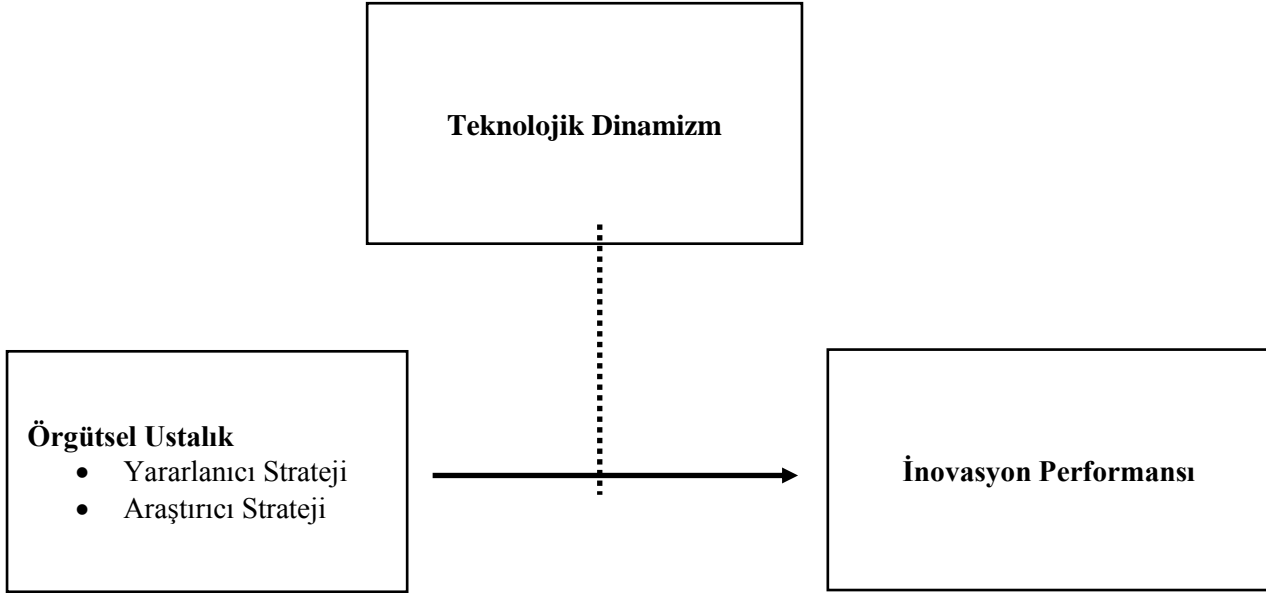 Teknolojik Dinamizm
Örgütsel Ustalık
• Yararlanıcı Strateji
• Araştırıcı Strateji
İnovasyon Performansı